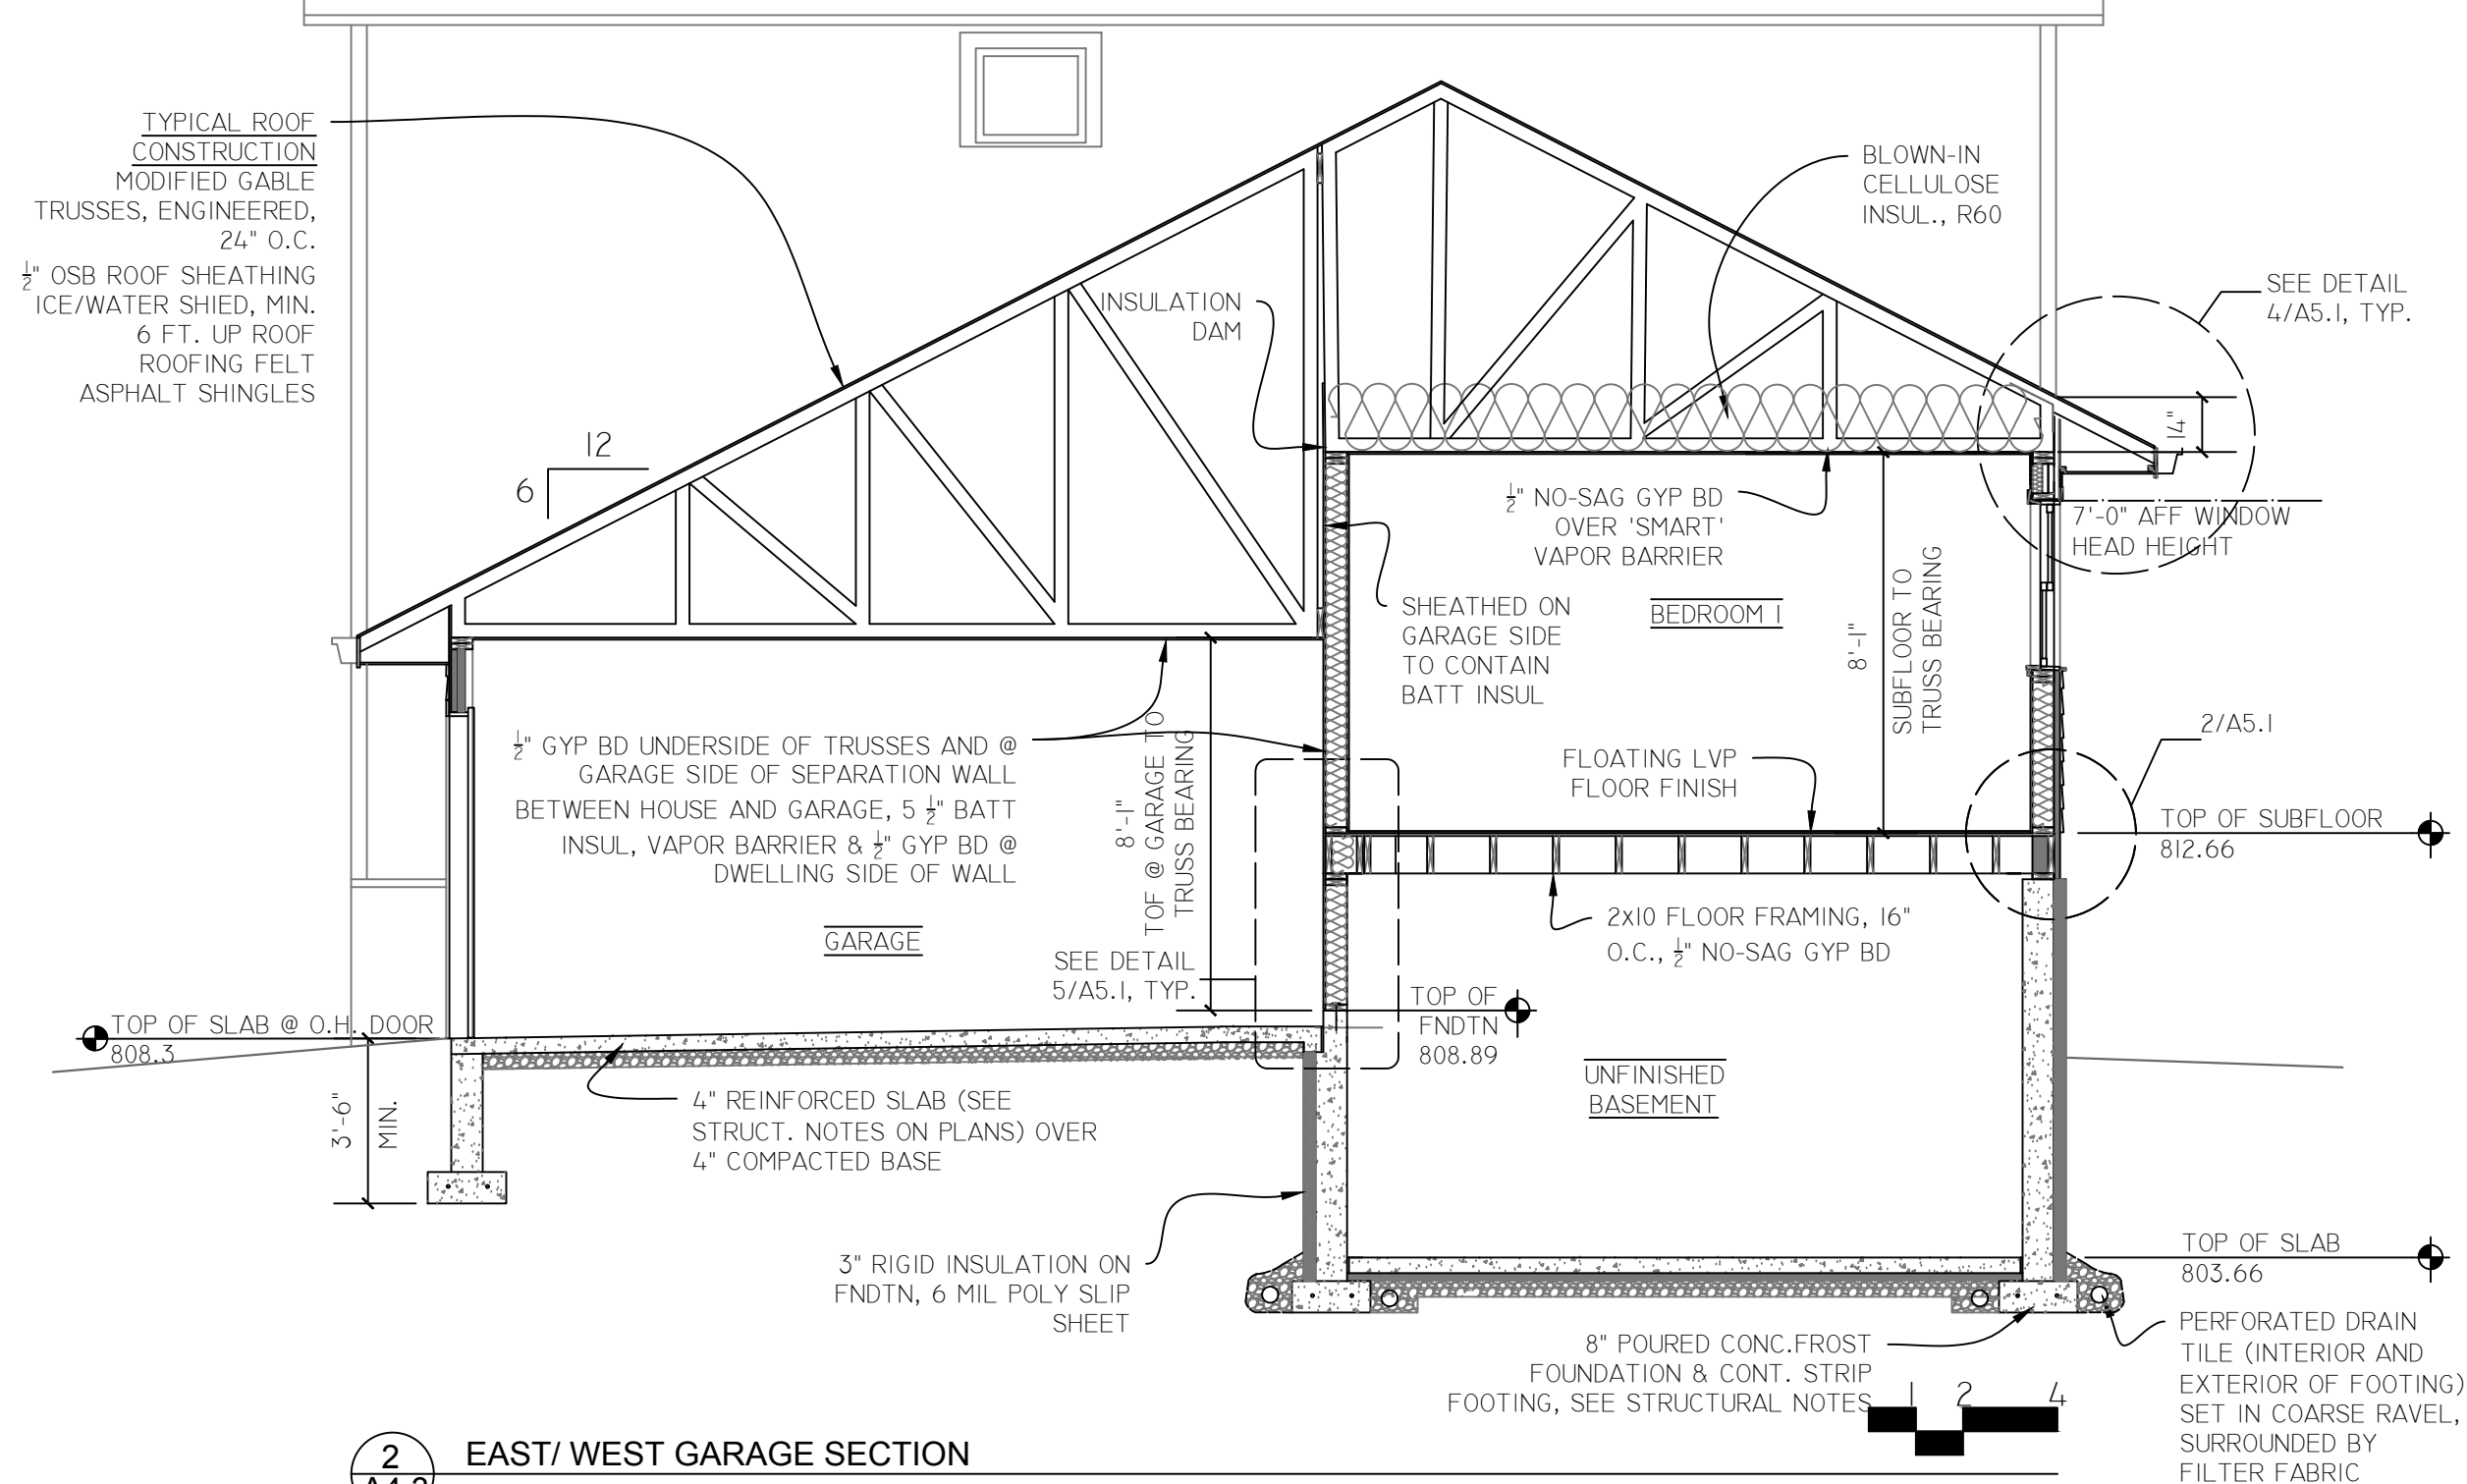 TYPICAL ROOF
CONSTRUCTION
MODIFIED GABLE
TRUSSES, ENGINEERED,
24" O.C.
½" OSB ROOF SHEATHING
ICE/WATER SHIED, MIN.
6 FT. UP ROOF
ROOFING FELT
ASPHALT SHINGLES
12
6
INSULATION
DAM
BLOWN-IN
CELLULOSE
INSUL., R60
SEE DETAIL
4/A5.1, TYP.
14"
7'-0" AFF WINDOW
HEAD HEIGHT
½" NO-SAG GYP BD
OVER 'SMART'
VAPOR BARRIER
SHEATHED ON
GARAGE SIDE
TO CONTAIN
BATT INSUL
BEDROOM 1
8'-1"
SUBFLOOR TO
TRUSS BEARING
2/A5.1
½" GYP BD UNDERSIDE OF TRUSSES AND @
GARAGE SIDE OF SEPARATION WALL
BETWEEN HOUSE AND GARAGE, 5 ½" BATT
INSUL, VAPOR BARRIER & ½" GYP BD @
DWELLING SIDE OF WALL
8'-1"
TOF @ GARAGE TO
TRUSS BEARING
FLOATING LVP
FLOOR FINISH
TOP OF SUBFLOOR
812.66
GARAGE
SEE DETAIL
5/A5.1, TYP.
2X10 FLOOR FRAMING, 16"
O.C., ½" NO-SAG GYP BD
TOP OF
FNDTN
808.89
TOP OF SLAB @ O.H. DOOR
808.3
3'-6"
MIN.
4" REINFORCED SLAB (SEE
STRUCT. NOTES ON PLANS) OVER
4" COMPACTED BASE
UNFINISHED
BASEMENT
3" RIGID INSULATION ON
FNDTN, 6 MIL POLY SLIP
SHEET
TOP OF SLAB
803.66
8" POURED CONC.FROST
FOUNDATION & CONT. STRIP
FOOTING, SEE STRUCTURAL NOTES
PERFORATED DRAIN
TILE (INTERIOR AND
EXTERIOR OF FOOTING)
SET IN COARSE RAVEL,
SURROUNDED BY
FILTER FABRIC
1 2 4
2
EAST/ WEST GARAGE SECTION